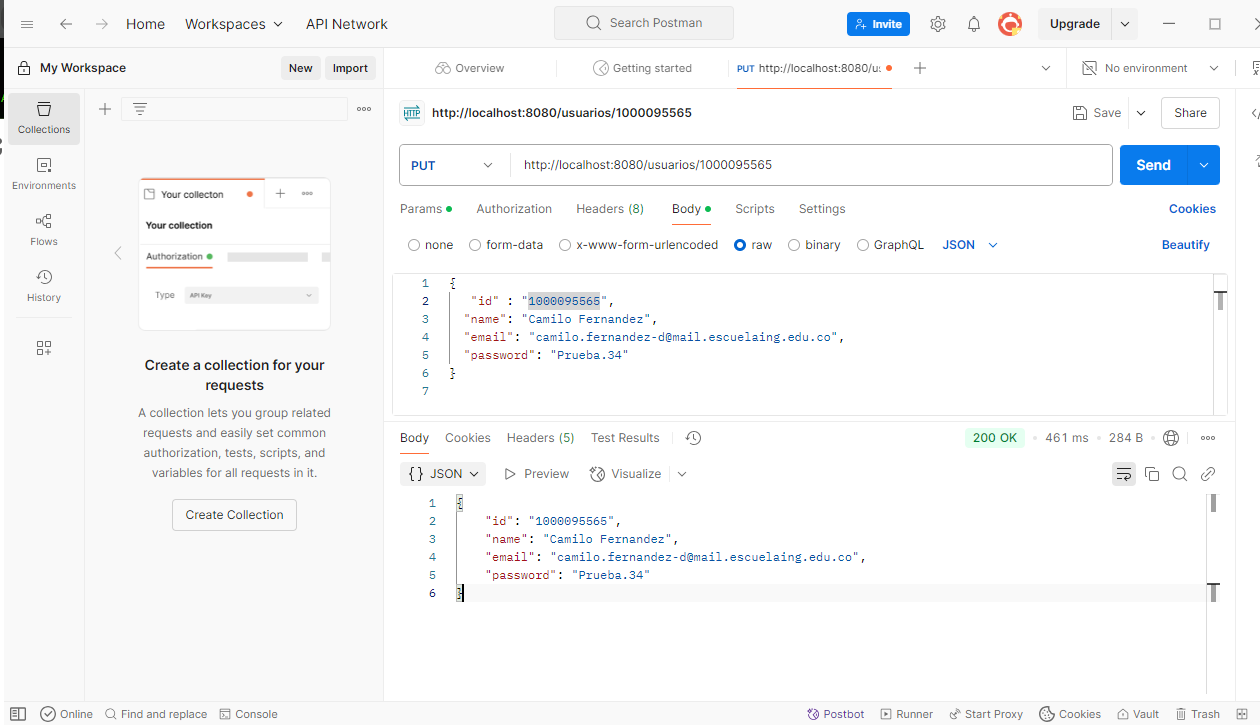 Home Workspaces API Network Search Postman Invite Upgrade
My Workspace New Import Overview Getting started PUT http://localhost:8080/u No environment
Collections
Environments
Flows
History
Your collecton
Your collection
Authorization
Type API Key
Create a collection for your
requests
A collection lets you group related
requests and easily set common
authorization, tests, scripts, and
variables for all requests in it.
Create Collection
HTTP http://localhost:8080/usuarios/1000095565 Save Share
PUT http://localhost:8080/usuarios/1000095565 Send
Params Authorization Headers (8) Body Scripts Settings Cookies
none form-data x-www-form-urlencoded raw binary GraphQL JSON Beautify
1 {
2 "id" : "1000095565",
3 "name": "Camilo Fernandez",
4 "email": "camilo.fernandez-d@mail.escuelaing.edu.co",
5 "password": "Prueba.34"
6 }
7
Body Cookies Headers (5) Test Results 200 OK 461 ms 284 B
{} JSON Preview Visualize
1 {
2 "id": "1000095565",
3 "name": "Camilo Fernandez",
4 "email": "camilo.fernandez-d@mail.escuelaing.edu.co",
5 "password": "Prueba.34"
6 }
Online Find and replace Console Postbot Runner Start Proxy Cookies Vault Trash